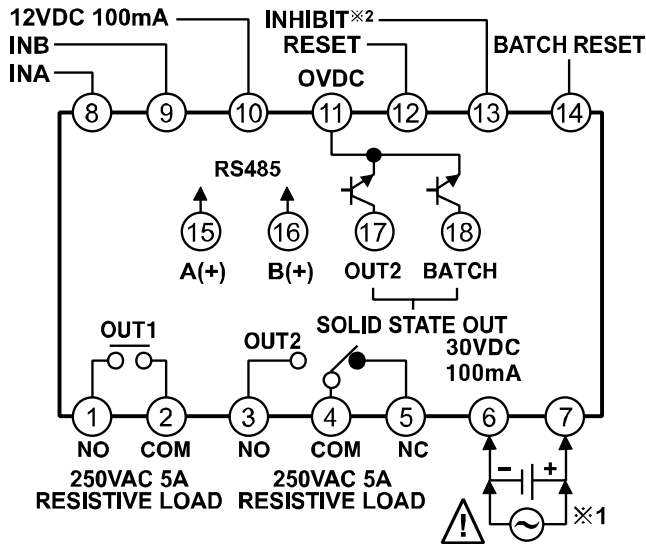 12VDC 100mA
INHIBIT※2
INB
RESET
BATCH RESET
INA
OVDC
8 9 10 11 12 13 14
RS485
15 16 17 18
A(+) B(+) OUT2 BATCH
OUT1
SOLID STATE OUT
OUT2
30VDC
100mA
1 2 3 4 5 6 7
NO COM NO COM NC
250VAC 5A 250VAC 5A
RESISTIVE LOAD RESISTIVE LOAD
− +
! ※1